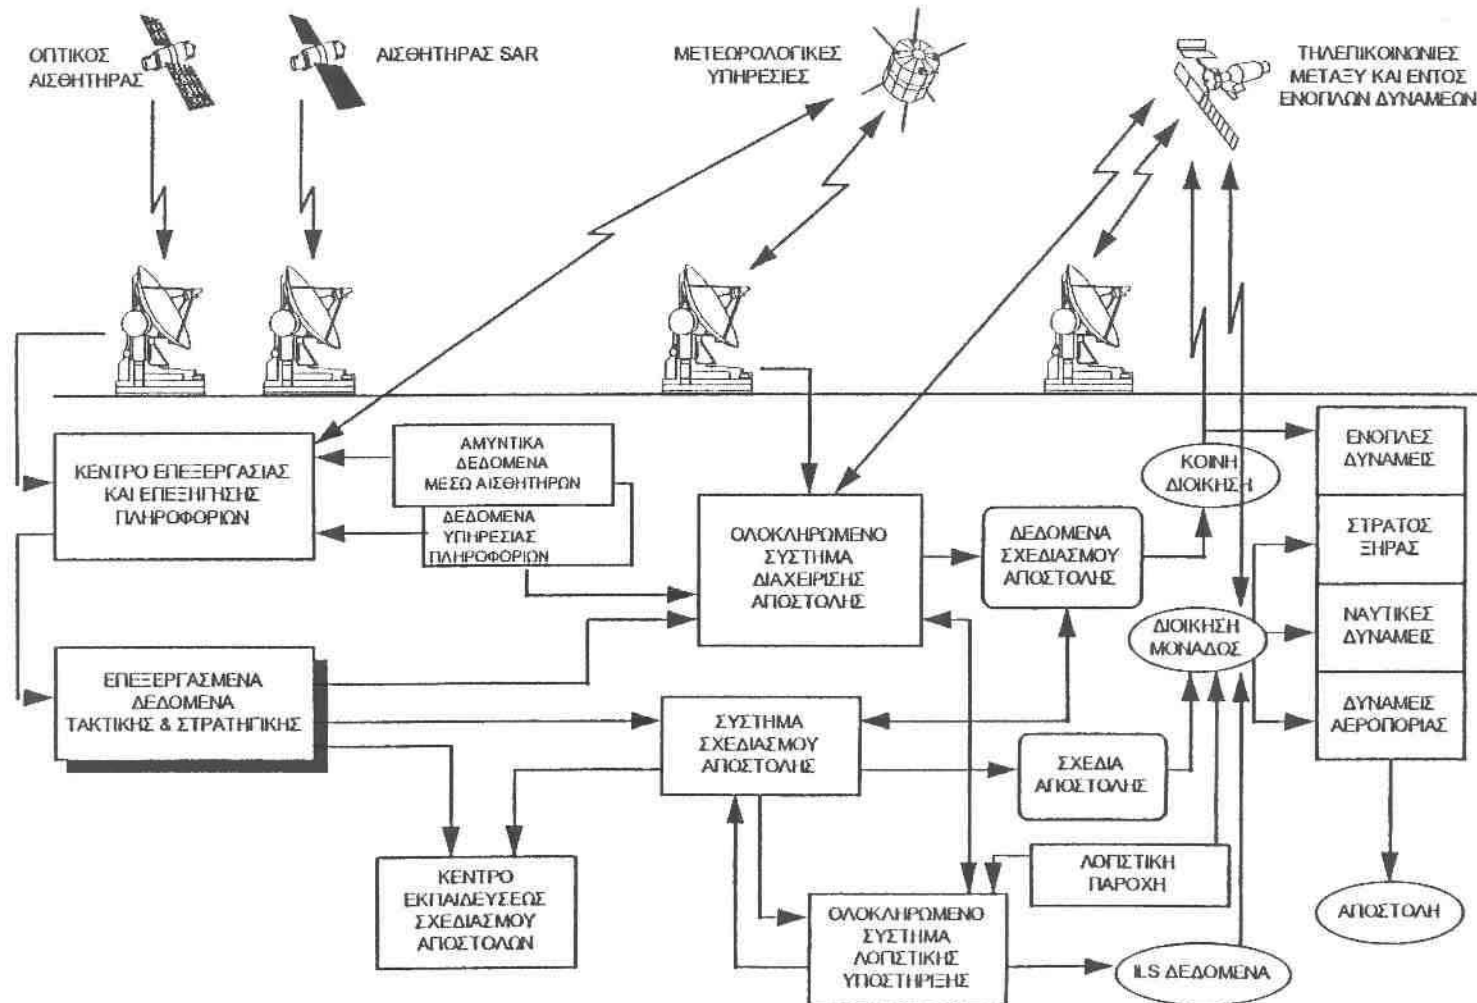 ΟΠΤΙΚΟΣ
ΑΙΣΘΗΤΗΡΑΣ
ΑΙΣΘΗΤΗΡΑΣ SAR
ΜΕΤΕΩΡΟΛΟΓΙΚΕΣ
ΥΠΗΡΕΣΙΕΣ
ΤΗΛΕΠΙΚΟΙΝΩΝΙΕΣ
ΜΕΤΑΞΥ ΚΑΙ ΕΝΤΟΣ
ΕΝΟΠΛΩΝ ΔΥΝΑΜΕΩΝ
ΚΕΝΤΡΟ ΕΠΕΞΕΡΓΑΣΙΑΣ
ΚΑΙ ΕΠΕΞΗΓΗΣΗΣ
ΠΛΗΡΟΦΟΡΙΩΝ
ΑΜΥΝΤΙΚΑ
ΔΕΔΟΜΕΝΑ
ΜΕΣΩ ΑΙΣΘΗΤΗΡΩΝ
ΔΕΔΟΜΕΝΑ
ΥΠΗΡΕΣΙΑΣ
ΠΛΗΡΟΦΟΡΙΩΝ
ΟΛΟΚΛΗΡΩΜΕΝΟ
ΣΥΣΤΗΜΑ
ΔΙΑΧΕΙΡΙΣΗΣ
ΑΠΟΣΤΟΛΗΣ
ΔΕΔΟΜΕΝΑ
ΣΧΕΔΙΑΣΜΟΥ
ΑΠΟΣΤΟΛΗΣ
ΚΟΙΝΗ
ΔΙΟΙΚΗΣΗ
ΕΝΟΠΛΕΣ
ΔΥΝΑΜΕΙΣ
ΣΤΡΑΤΟΣ
ΞΗΡΑΣ
ΝΑΥΤΙΚΕΣ
ΔΥΝΑΜΕΙΣ
ΔΥΝΑΜΕΙΣ
ΑΕΡΟΠΟΡΙΑΣ
ΔΙΟΙΚΗΣΗ
ΜΟΝΑΔΟΣ
ΕΠΕΞΕΡΓΑΣΜΕΝΑ
ΔΕΔΟΜΕΝΑ
ΤΑΚΤΙΚΗΣ & ΣΤΡΑΤΗΓΙΚΗΣ
ΣΥΣΤΗΜΑ
ΣΧΕΔΙΑΣΜΟΥ
ΑΠΟΣΤΟΛΗΣ
ΣΧΕΔΙΑ
ΑΠΟΣΤΟΛΗΣ
ΚΕΝΤΡΟ
ΕΚΠΑΙΔΕΥΣΕΩΣ
ΣΧΕΔΙΑΣΜΟΥ
ΑΠΟΣΤΟΛΩΝ
ΛΟΓΙΣΤΙΚΗ
ΠΑΡΟΧΗ
ΟΛΟΚΛΗΡΩΜΕΝΟ
ΣΥΣΤΗΜΑ
ΛΟΓΙΣΤΙΚΗΣ
ΥΠΟΣΤΗΡΙΞΗΣ
ILS ΔΕΔΟΜΕΝΑ
ΑΠΟΣΤΟΛΗ